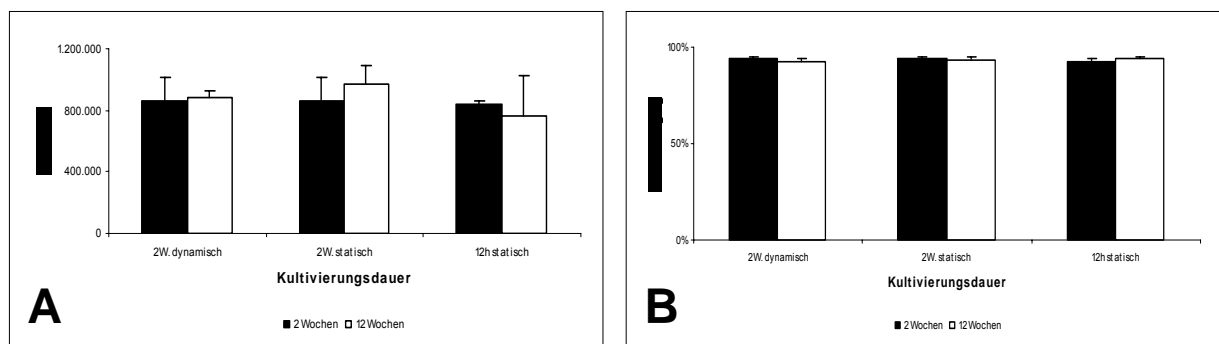 1.200.000
800.000
400.000
0
2W. dynamisch 2W. statisch 12h statisch
Kultivierungsdauer
A
2 Wochen 12 Wochen
100%
50%
0%
2W. dynamisch 2W. statisch 12h statisch
Kultivierungsdauer
B
2 Wochen 12 Wochen